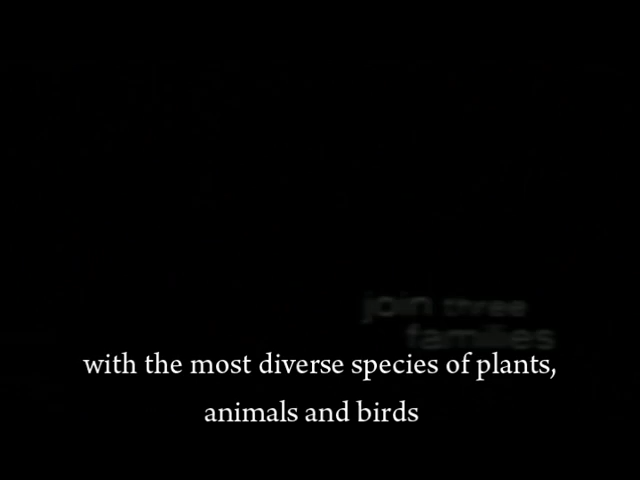 join three
families
with the most diverse species of plants,
animals and birds